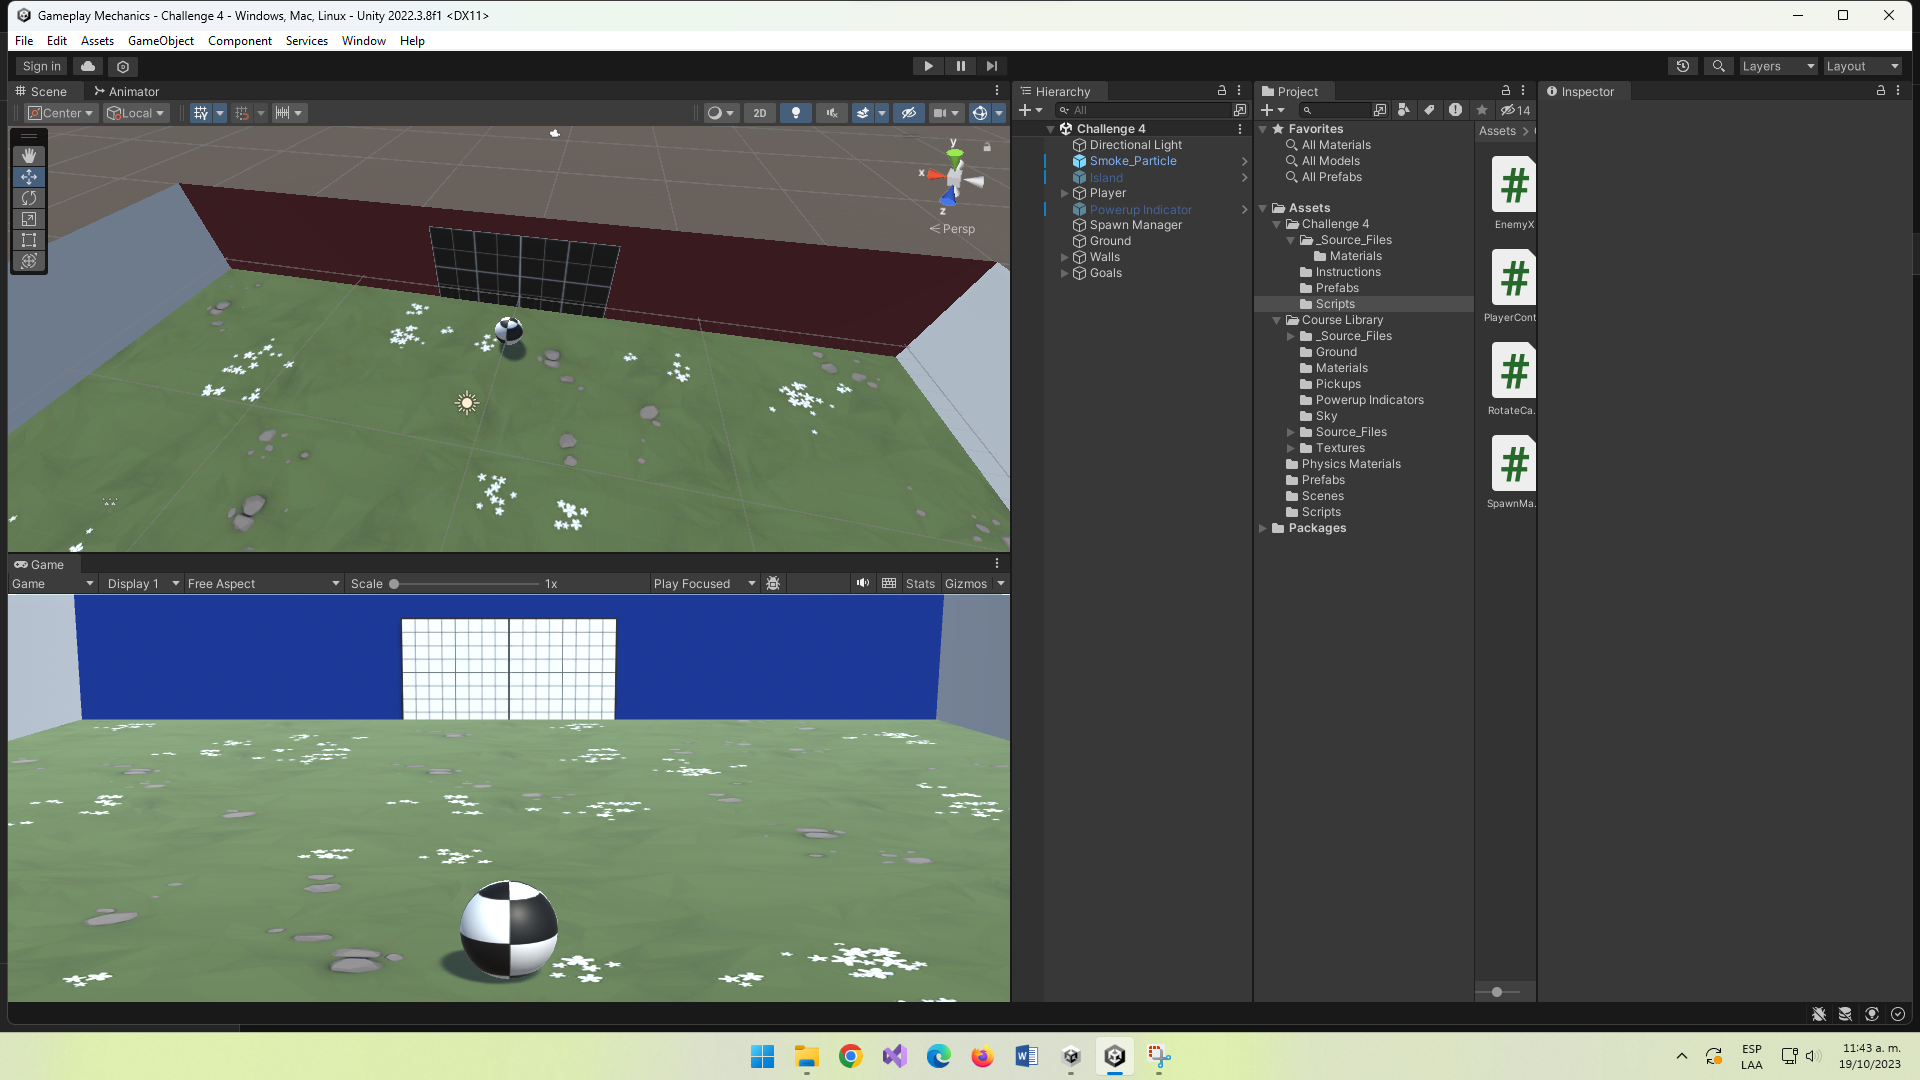 Gameplay Mechanics - Challenge 4 - Windows, Mac, Linux - Unity 2022.3.8f1 <DX11>
File Edit Assets GameObject Component Services Window Help
Sign in
Layers
Layout
Scene
Animator
Center
Local
2D
y
x
z
Persp
Game
Game
Display 1
Free Aspect
Scale
1x
Play Focused
Stats
Gizmos
Hierarchy
All
Challenge 4
Directional Light
Smoke_Particle
Island
Player
Powerup Indicator
Spawn Manager
Ground
Walls
Goals
Project
14
Favorites
All Materials
All Models
All Prefabs
Assets
Challenge 4
_Source_Files
Materials
Instructions
Prefabs
Scripts
Course Library
_Source_Files
Ground
Materials
Pickups
Powerup Indicators
Sky
Source_Files
Textures
Physics Materials
Prefabs
Scenes
Scripts
Packages
Assets >
#
EnemyX
#
PlayerCont
#
RotateCa.
#
SpawnMa.
Inspector
ESP
LAA
11:43 a. m.
19/10/2023